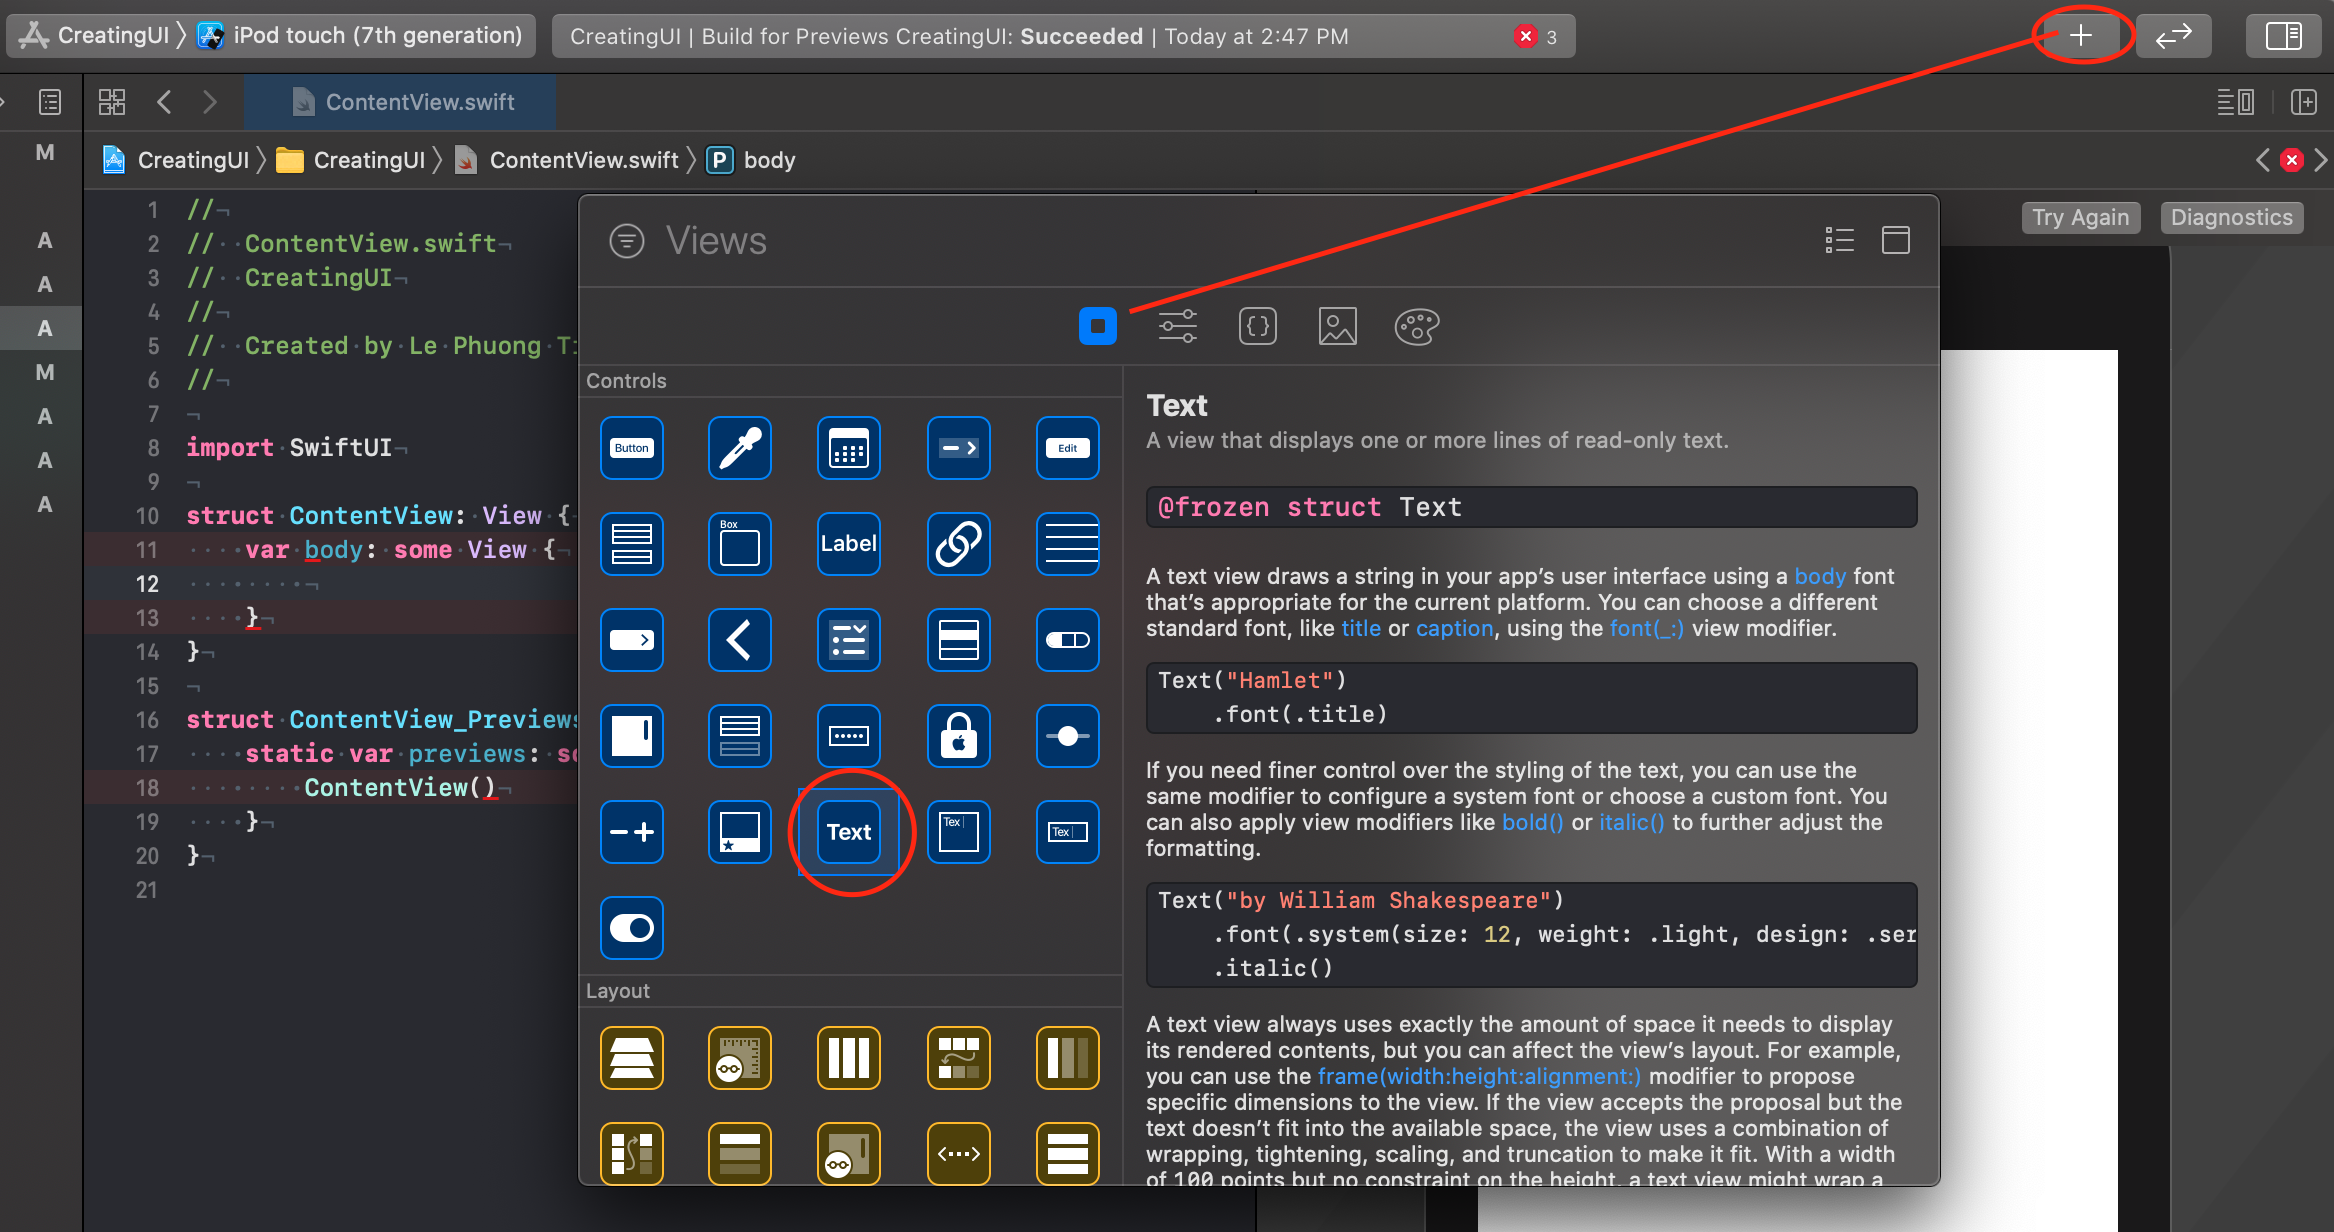 CreatingUI 〉 iPod touch (7th generation)
CreatingUI | Build for Previews CreatingUI: Succeeded | Today at 2:47 PM
3
ContentView.swift
CreatingUI 〉 CreatingUI 〉 ContentView.swift 〉 P body
M
A
A
A
M
A
A
A
Try Again
Diagnostics
1 //
2 //  ContentView.swift
3 //  CreatingUI
4 //
5 //  Created by Le Phuong
6 //
7
8 import SwiftUI
9
10 struct ContentView: View {
11     var body: some View {
12
13     }
14 }
15
16 struct ContentView_Previews
17     static var previews:
18         ContentView()
19     }
20 }
21
Views
Controls
Button
Edit
Box
Label
Text
Tex
Tex
Layout
Text
A view that displays one or more lines of read-only text.
@frozen struct Text
A text view draws a string in your app’s user interface using a body font
that’s appropriate for the current platform. You can choose a different
standard font, like title or caption, using the font(_:) view modifier.
Text("Hamlet")
    .font(.title)
If you need finer control over the styling of the text, you can use the
same modifier to configure a system font or choose a custom font. You
can also apply view modifiers like bold() or italic() to further adjust the
formatting.
Text("by William Shakespeare")
    .font(.system(size: 12, weight: .light, design: .ser
    .italic()
A text view always uses exactly the amount of space it needs to display
its rendered contents, but you can affect the view’s layout. For example,
you can use the frame(width:height:alignment:) modifier to propose
specific dimensions to the view. If the view accepts the proposal but the
text doesn’t fit into the available space, the view uses a combination of
wrapping, tightening, scaling, and truncation to make it fit. With a width
of 100 points but no constraint on the height, a text view might wrap a